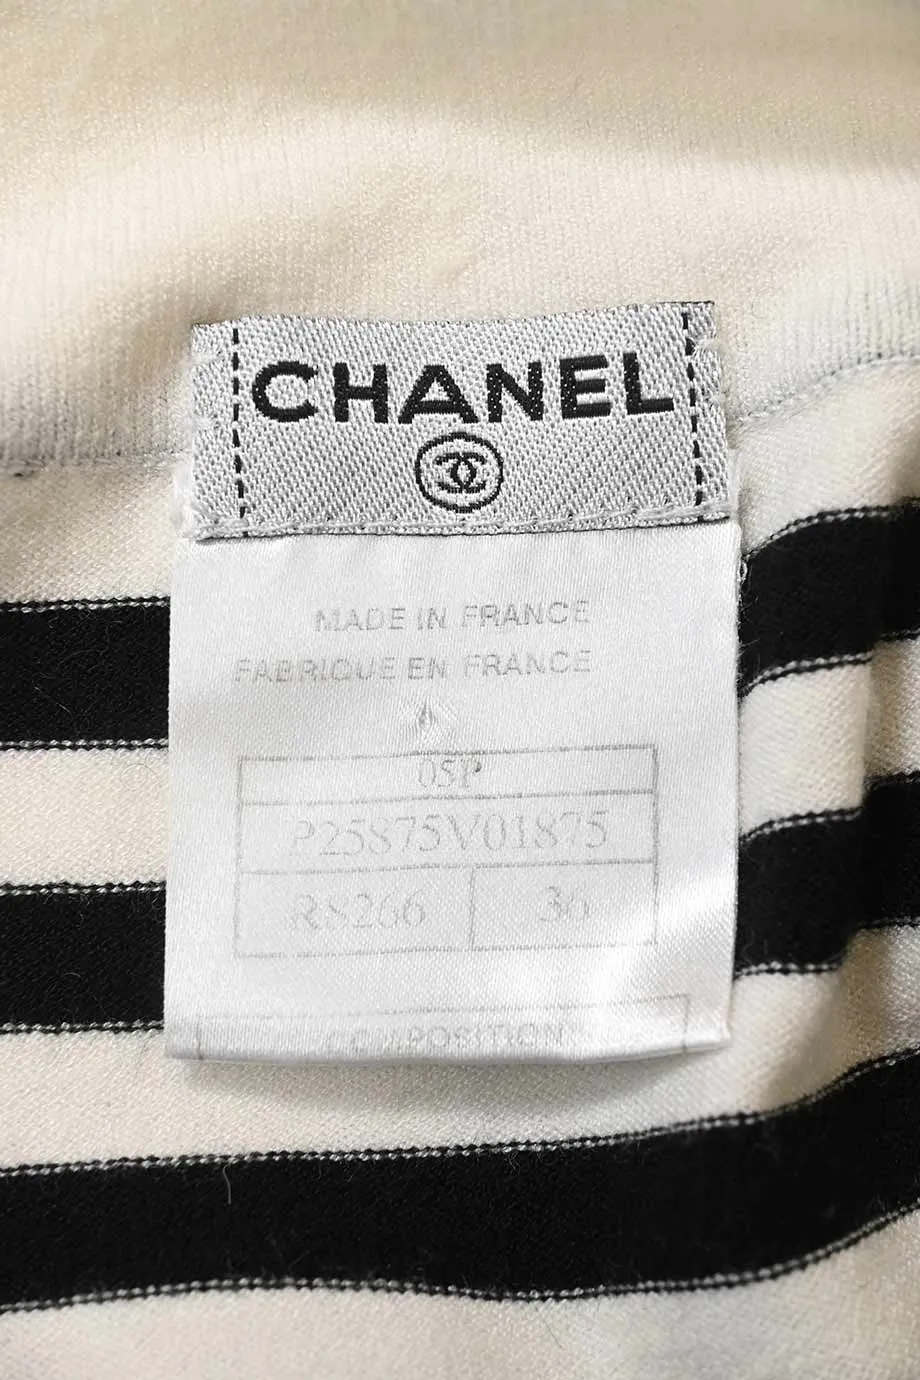 CHANEL
MADE IN FRANCE
FABRIQUE EN FRANCE
05P
P25875V01875
RS266 36
COMPOSITION